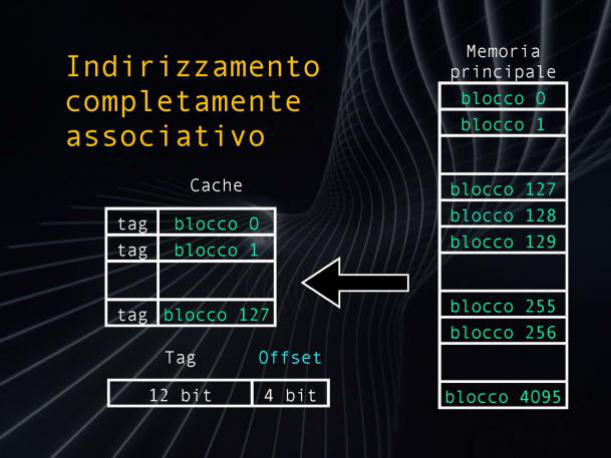 Indirizzamento
completamente
associativo
Cache
tag blocco 0
tag blocco 1
tag blocco 127
Tag Offset
12 bit 4 bit
Memoria
principale
blocco 0
blocco 1
blocco 127
blocco 128
blocco 129
blocco 255
blocco 256
blocco 4095